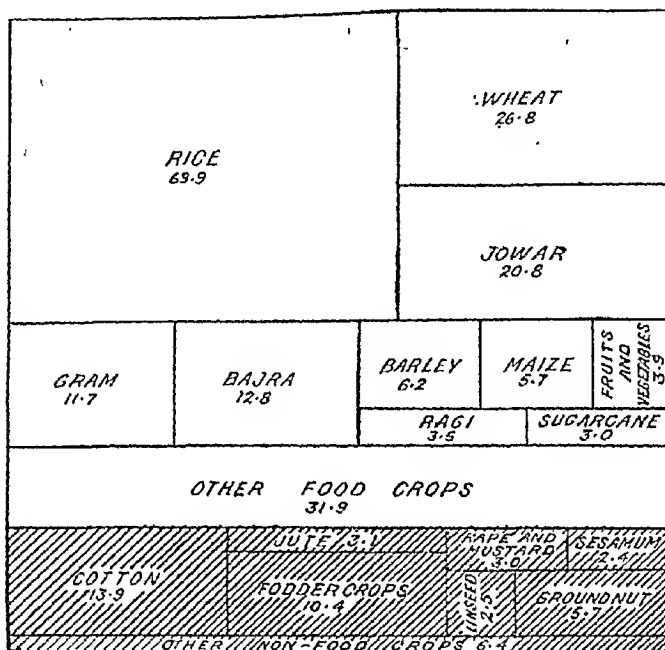 RICE
69.9
WHEAT
26.8
JOWAR
20.8
GRAM
11.7
BAJRA
12.8
BARLEY
6.2
MAIZE
5.7
FRUITS
AND
VEGETABLES
3.9
RAGI
3.5
SUGARCANE
3.0
OTHER FOOD CROPS
31.9
COTTON
13.9
JUTE 3.1
FODDER CROPS
10.4
RAPE AND
MUSTARD
3.0
SESAMUM
2.4
LINSEED
2.5
GROUNDNUT
5.7
OTHER NON-FOOD CROPS 6.4